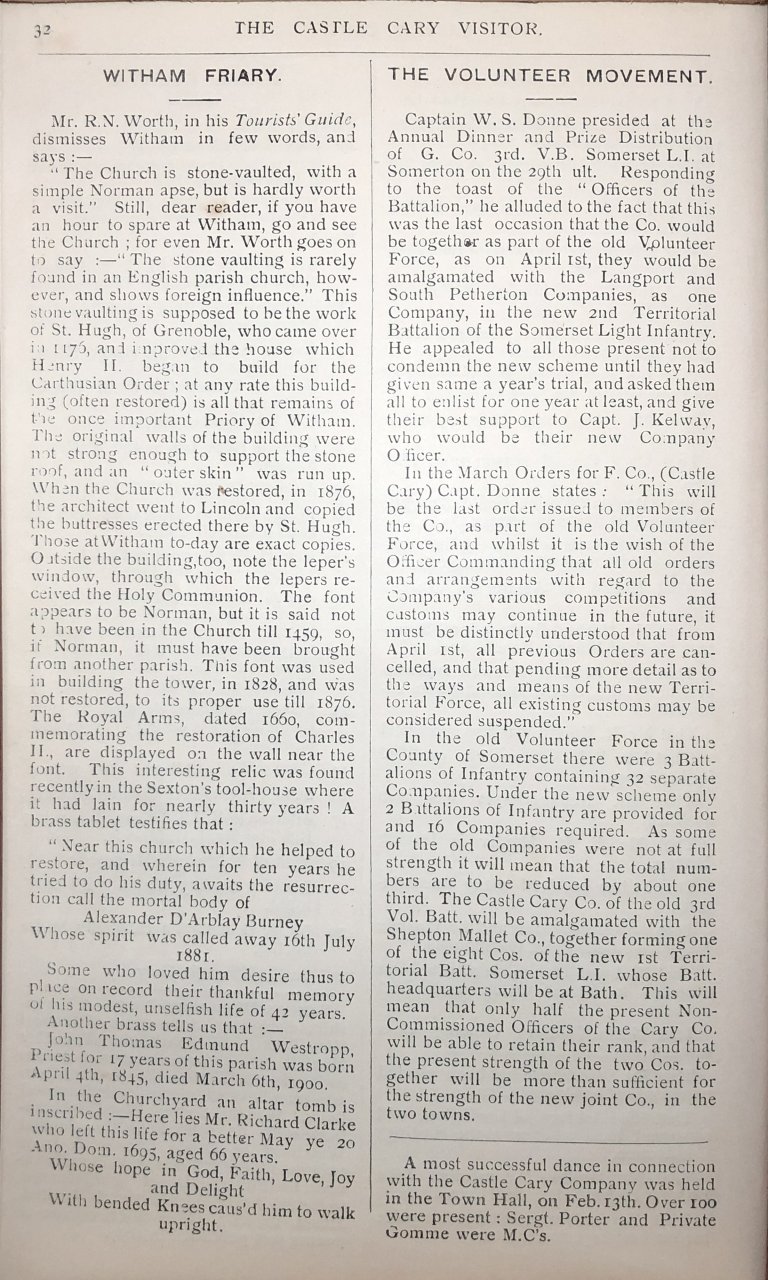 32
THE CASTLE CARY VISITOR.
WITHAM FRIARY.
Mr. R.N. Worth, in his Tourists' Guide,
dismisses Witham in few words, and
says :—
" The Church is stone-vaulted, with a
simple Norman apse, but is hardly worth
a visit." Still, dear reader, if you have
an hour to spare at Witham, go and see
the Church ; for even Mr. Worth goes on
to say :—" The stone vaulting is rarely
found in an English parish church, how-
ever, and shows foreign influence." This
stone vaulting is supposed to be the work
of St. Hugh, of Grenoble, who came over
in 1176, and improved the house which
Henry II. began to build for the
Carthusian Order ; at any rate this build-
ing (often restored) is all that remains of
the once important Priory of Witham.
The original walls of the building were
not strong enough to support the stone
roof, and an " outer skin " was run up.
When the Church was restored, in 1876,
the architect went to Lincoln and copied
the buttresses erected there by St. Hugh.
Those at Witham to-day are exact copies.
Outside the building, too, note the leper's
window, through which the lepers re-
ceived the Holy Communion. The font
appears to be Norman, but it is said not
to have been in the Church till 1459, so,
if Norman, it must have been brought
from another parish. This font was used
in building the tower, in 1828, and was
not restored, to its proper use till 1876.
The Royal Arms, dated 1660, com-
memorating the restoration of Charles
II., are displayed on the wall near the
font. This interesting relic was found
recently in the Sexton's tool-house where
it had lain for nearly thirty years ! A
brass tablet testifies that :
" Near this church which he helped to
restore, and wherein for ten years he
tried to do his duty, awaits the resurrec-
tion call the mortal body of
Alexander D'Arblay Burney
Whose spirit was called away 16th July
1881.
Some who loved him desire thus to
place on record their thankful memory
of his modest, unselfish life of 42 years.
Another brass tells us that :—
John Thomas Edmund Westropp,
Priest for 17 years of this parish was born
April 4th, 1845, died March 6th, 1900.
In the Churchyard an altar tomb is
inscribed :—Here lies Mr. Richard Clarke
who left this life for a better May ye 20
Ano. Dom. 1695, aged 66 years.
Whose hope in God, Faith, Love, Joy
and Delight
With bended Knees caus'd him to walk
upright.
THE VOLUNTEER MOVEMENT.
Captain W. S. Donne presided at the
Annual Dinner and Prize Distribution
of G. Co. 3rd. V.B. Somerset L.I. at
Somerton on the 29th ult. Responding
to the toast of the " Officers of the
Battalion," he alluded to the fact that this
was the last occasion that the Co. would
be together as part of the old Volunteer
Force, as on April 1st, they would be
amalgamated with the Langport and
South Petherton Companies, as one
Company, in the new 2nd Territorial
Battalion of the Somerset Light Infantry.
He appealed to all those present not to
condemn the new scheme until they had
given same a year's trial, and asked them
all to enlist for one year at least, and give
their best support to Capt. J. Kelway,
who would be their new Company
Officer.
In the March Orders for F. Co., (Castle
Cary) Capt. Donne states : " This will
be the last order issued to members of
the Co., as part of the old Volunteer
Force, and whilst it is the wish of the
Officer Commanding that all old orders
and arrangements with regard to the
Company's various competitions and
customs may continue in the future, it
must be distinctly understood that from
April 1st, all previous Orders are can-
celled, and that pending more detail as to
the ways and means of the new Terri-
torial Force, all existing customs may be
considered suspended."
In the old Volunteer Force in the
County of Somerset there were 3 Batt-
alions of Infantry containing 32 separate
Companies. Under the new scheme only
2 Battalions of Infantry are provided for
and 16 Companies required. As some
of the old Companies were not at full
strength it will mean that the total num-
bers are to be reduced by about one
third. The Castle Cary Co. of the old 3rd
Vol. Batt. will be amalgamated with the
Shepton Mallet Co., together forming one
of the eight Cos. of the new 1st Terri-
torial Batt. Somerset L.I. whose Batt.
headquarters will be at Bath. This will
mean that only half the present Non-
Commissioned Officers of the Cary Co.
will be able to retain their rank, and that
the present strength of the two Cos. to-
gether will be more than sufficient for
the strength of the new joint Co., in the
two towns.
A most successful dance in connection
with the Castle Cary Company was held
in the Town Hall, on Feb. 13th. Over 100
were present : Sergt. Porter and Private
Gomme were M.C's.